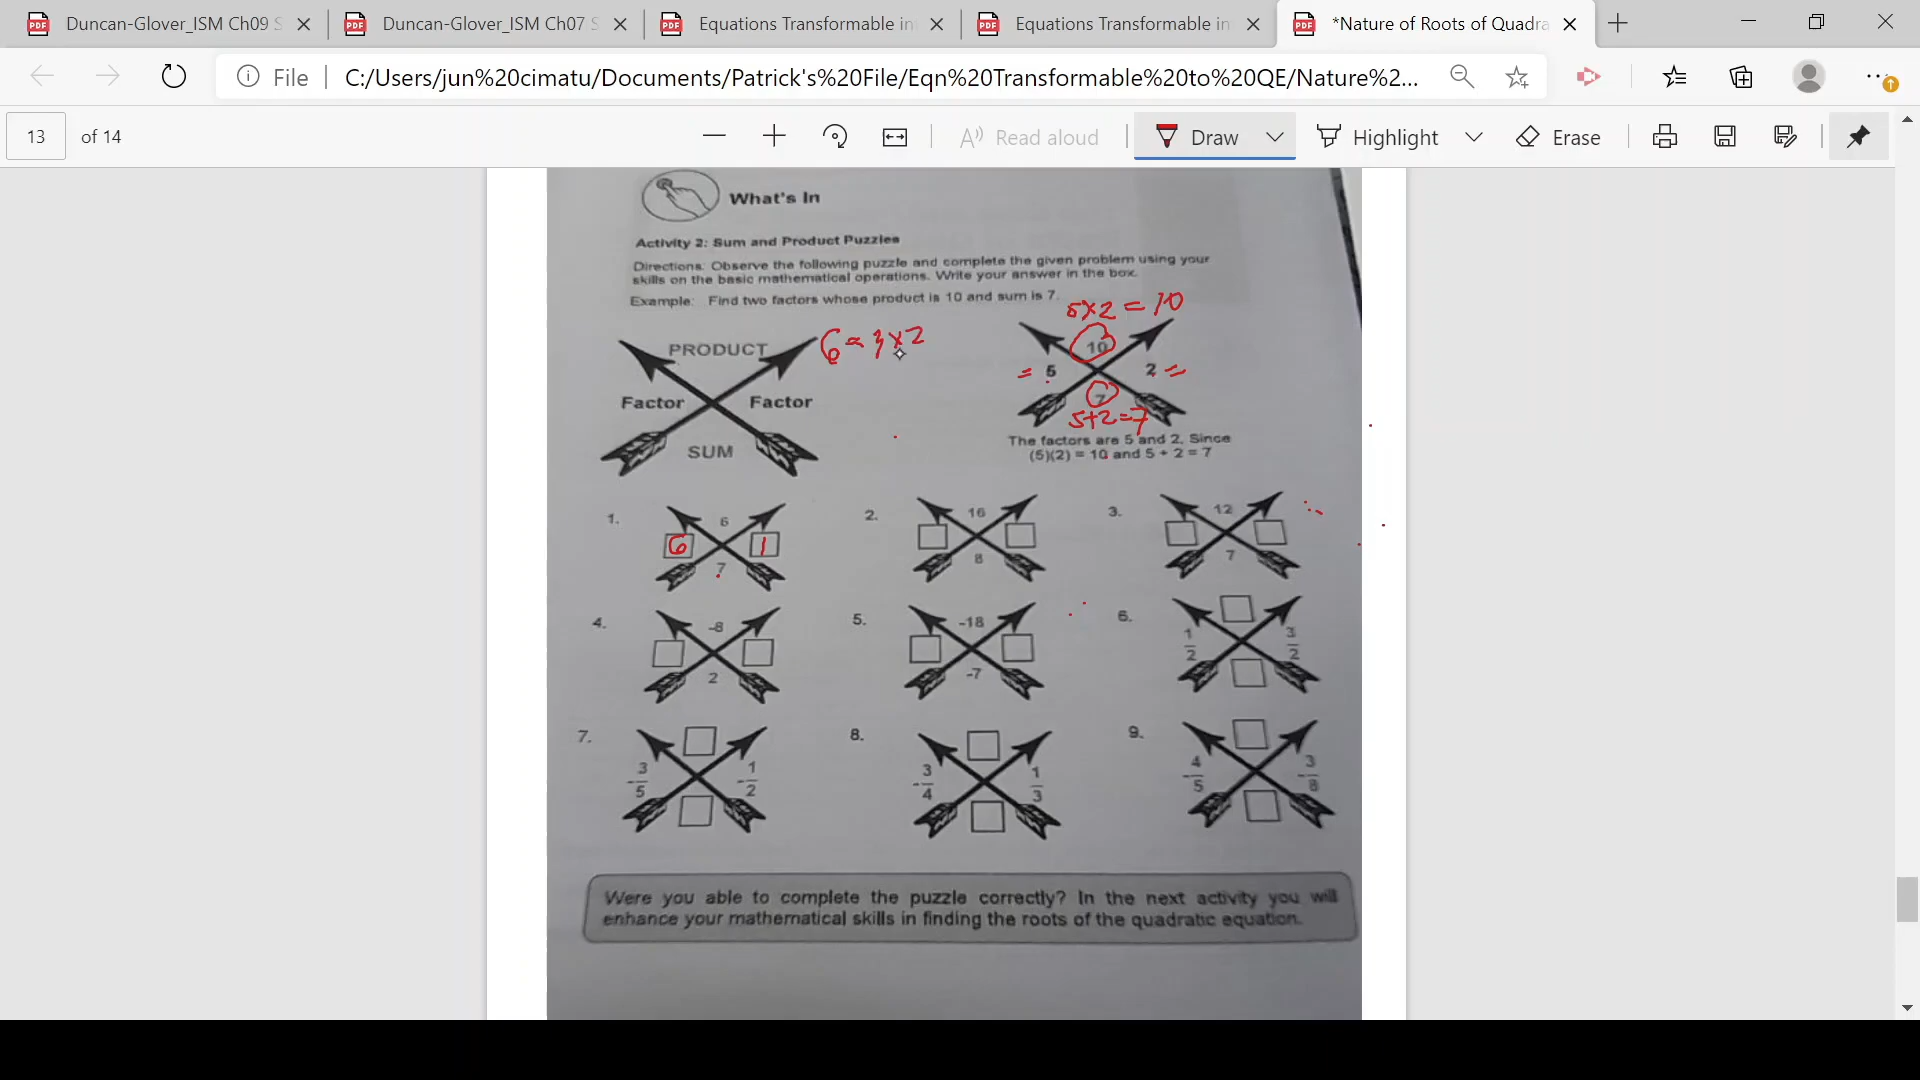 Duncan-Glover_ISM Ch09 S
Duncan-Glover_ISM Ch07 S
Equations Transformable in
Equations Transformable in
*Nature of Roots of Quadra
File
C:/Users/jun%20cimatu/Documents/Patrick's%20File/Eqn%20Transformable%20to%20QE/Nature%2...
13 of 14
Read aloud
Draw
Highlight
Erase
What's In
Activity 2: Sum and Product Puzzles
Directions: Observe the following puzzle and complete the given problem using your
skills on the basic mathematical operations. Write your answer in the box.
Example: Find two factors whose product is 10 and sum is 7.
5x2 = 10
6 = 3x2
PRODUCT
10
5 = = 2
Factor Factor
7
5+2=7
SUM
The factors are 5 and 2. Since
(5)(2) = 10 and 5 + 2 = 7
1. 6 2. 16 3. 12
6 1
7 8 7
4. -8 5. -18 6.
1/2 3/2
2 -7
7. 8. 9.
-3/5 -1/2 -3/4 1/3 -4/5 -3/8
Were you able to complete the puzzle correctly? In the next activity you will
enhance your mathematical skills in finding the roots of the quadratic equation.